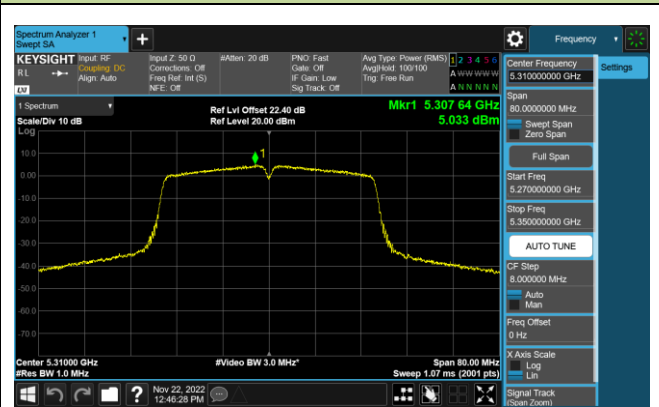 Spectrum Analyzer 1
Swept SA
+
Frequency
KEYSIGHT
RL
LXI
Input: RF
Coupling: DC
Align: Auto
Input Z: 50 Ω
Corrections: Off
Freq Ref: Int (S)
NFE: Off
#Atten: 20 dB
PNO: Fast
Gate: Off
IF Gain: Low
Sig Track: Off
Avg Type: Power (RMS)
Avg|Hold: 100/100
Trig: Free Run
1 2 3 4 5 6
A W W W W W
A N N N N N
Center Frequency
5.310000000 GHz
Settings
1 Spectrum
Scale/Div 10 dB
Log
Ref Lvl Offset 22.40 dB
Ref Level 20.00 dBm
Mkr1 5.307 64 GHz
5.033 dBm
Span
80.0000000 MHz
Swept Span
Zero Span
Full Span
Start Freq
5.270000000 GHz
Stop Freq
5.350000000 GHz
AUTO TUNE
CF Step
8.000000 MHz
Auto
Man
Freq Offset
0 Hz
X Axis Scale
Log
Lin
Signal Track
(Span Zoom)
1
10.0
0.00
-10.0
-20.0
-30.0
-40.0
-50.0
-60.0
-70.0
Center 5.31000 GHz
#Res BW 1.0 MHz
#Video BW 3.0 MHz*
Span 80.00 MHz
Sweep 1.07 ms (2001 pts)
?
Nov 22, 2022
12:46:28 PM